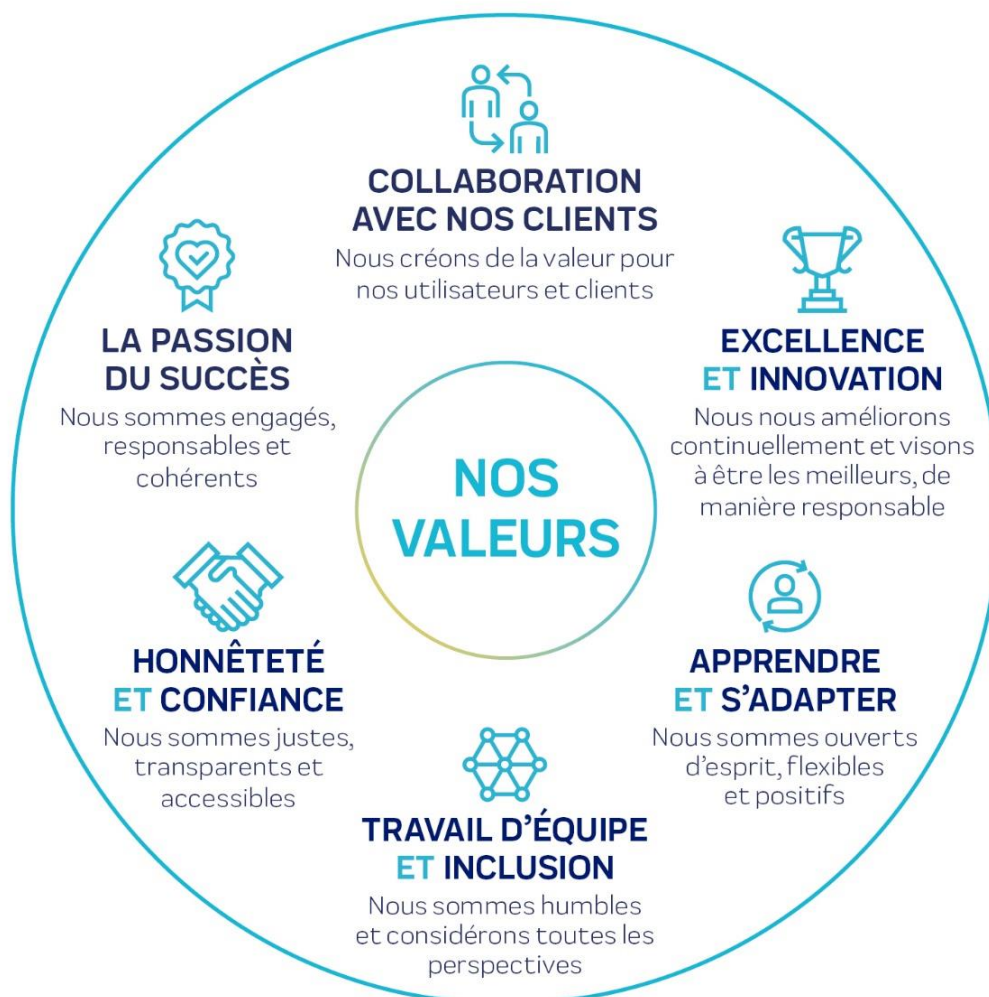 COLLABORATION
AVEC NOS CLIENTS
Nous créons de la valeur pour
nos utilisateurs et clients
LA PASSION
DU SUCCÈS
Nous sommes engagés,
responsables et
cohérents
EXCELLENCE
ET INNOVATION
Nous nous améliorons
continuellement et visons
à être les meilleurs, de
manière responsable
NOS
VALEURS
HONNÊTETÉ
ET CONFIANCE
Nous sommes justes,
transparents et
accessibles
APPRENDRE
ET S’ADAPTER
Nous sommes ouverts
d’esprit, flexibles
et positifs
TRAVAIL D’ÉQUIPE
ET INCLUSION
Nous sommes humbles
et considérons toutes les
perspectives